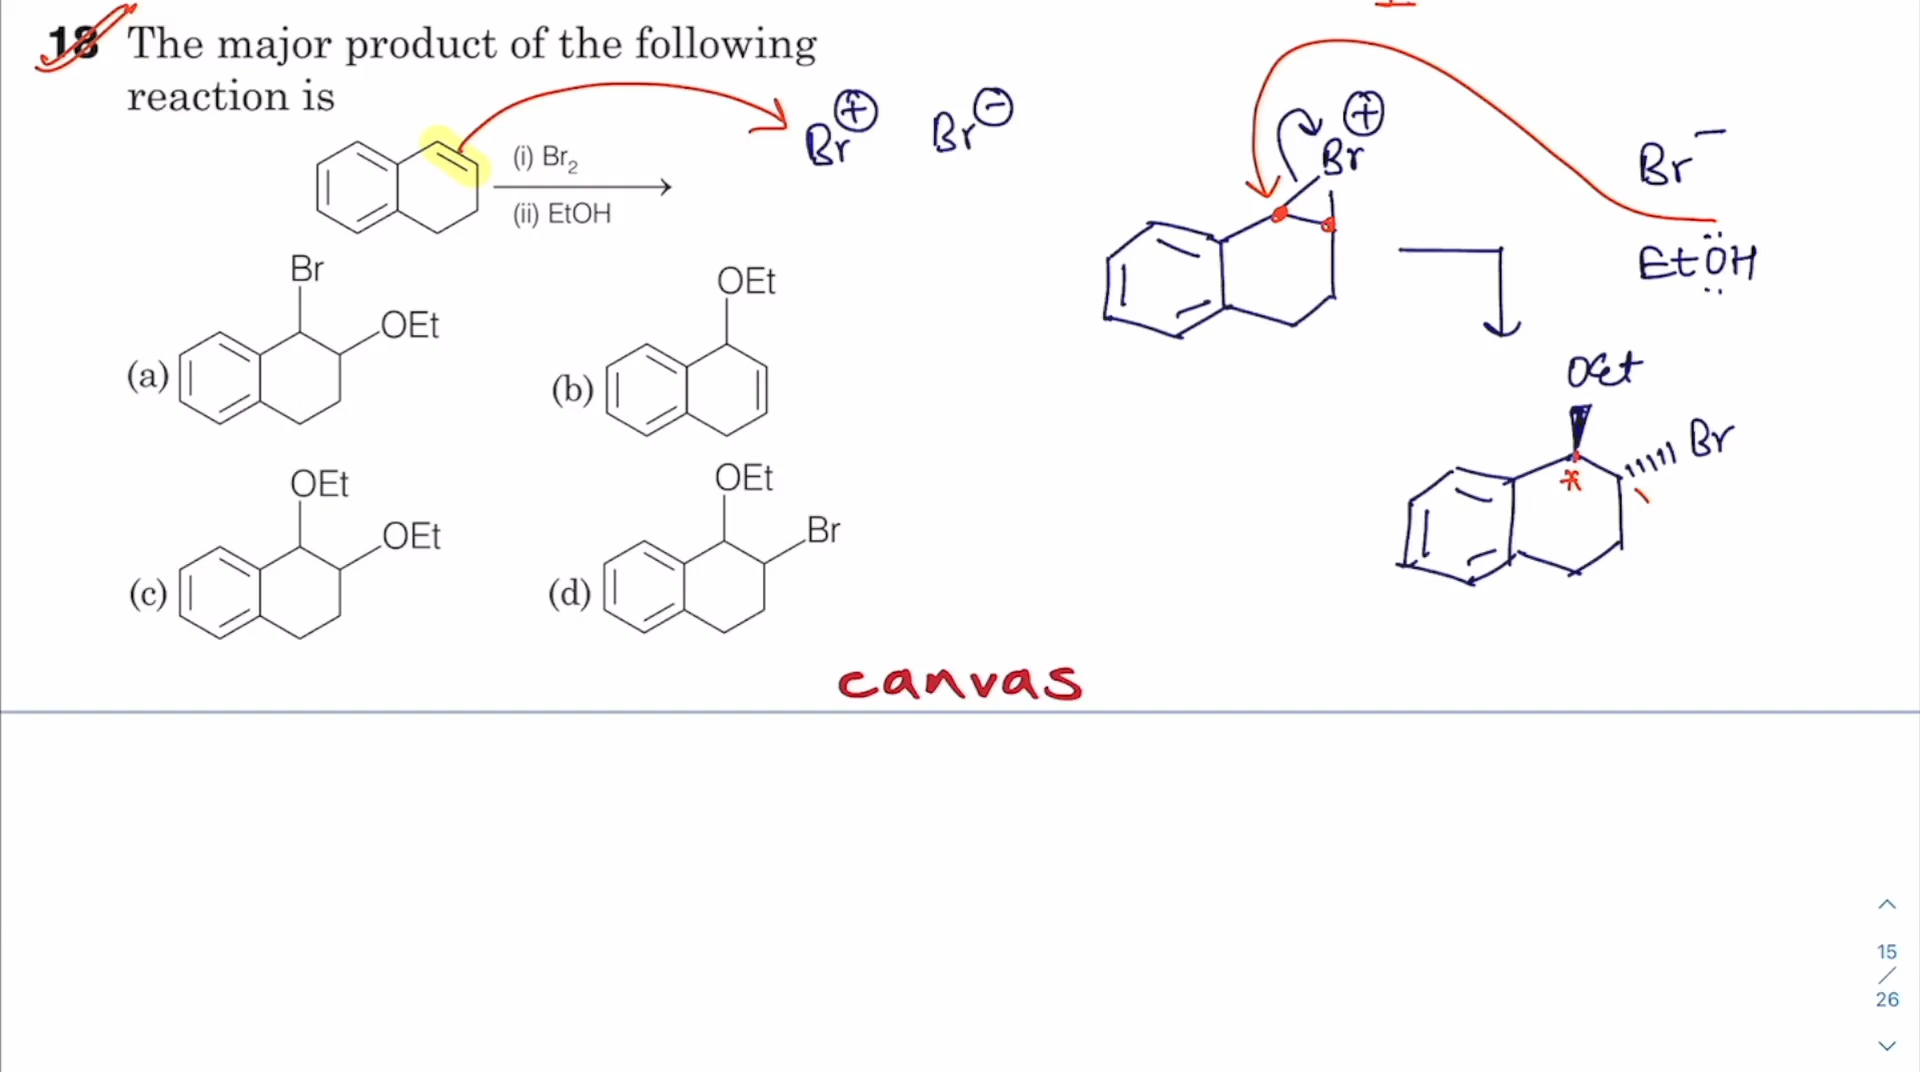 18 The major product of the following
reaction is
(i) Br2
(ii) EtOH
Br⊕ Br⊖
Br⊕
Br−
EtÖH
Br
OEt
(a)
OEt
(b)
OEt
OEt
(c)
OEt
Br
(d)
OEt
Br
*
canvas
15
/
26